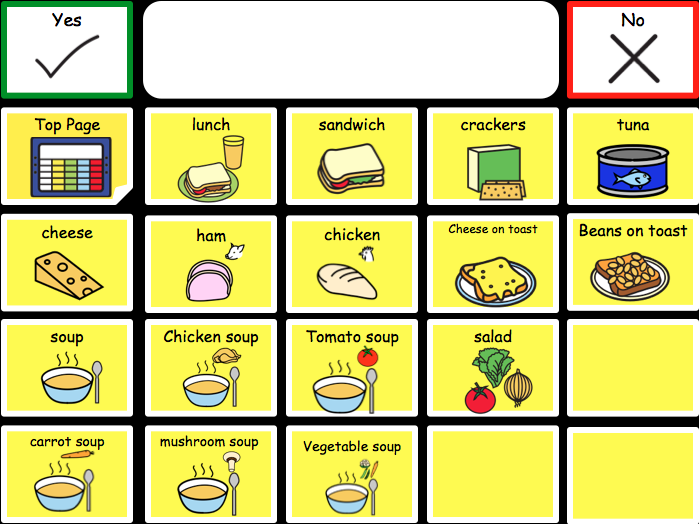 Yes
No
Top Page
lunch
sandwich
crackers
tuna
cheese
ham
chicken
Cheese on toast
Beans on toast
soup
Chicken soup
Tomato soup
salad
carrot soup
mushroom soup
Vegetable soup